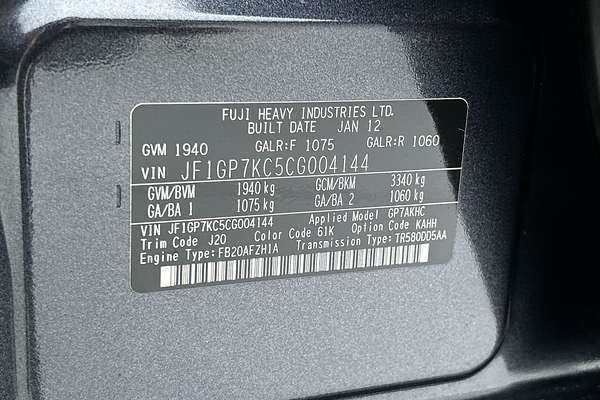 FUJI HEAVY INDUSTRIES LTD.
BUILT DATE JAN 12
GVM 1940 GALR:F 1075 GALR:R 1060
VIN JF1GP7KC5CG004144
GVM/BVM 1940 kg GCM/BKM 3340 kg
GA/BA 1 1075 kg GA/BA 2 1060 kg
VIN JF1GP7KC5CG004144 Applied Model GP7AKHC
Trim Code J20 Color Code 61K Option Code KAHH
Engine Type: FB20AFZH1A Transmission Type: TR580DD5AA